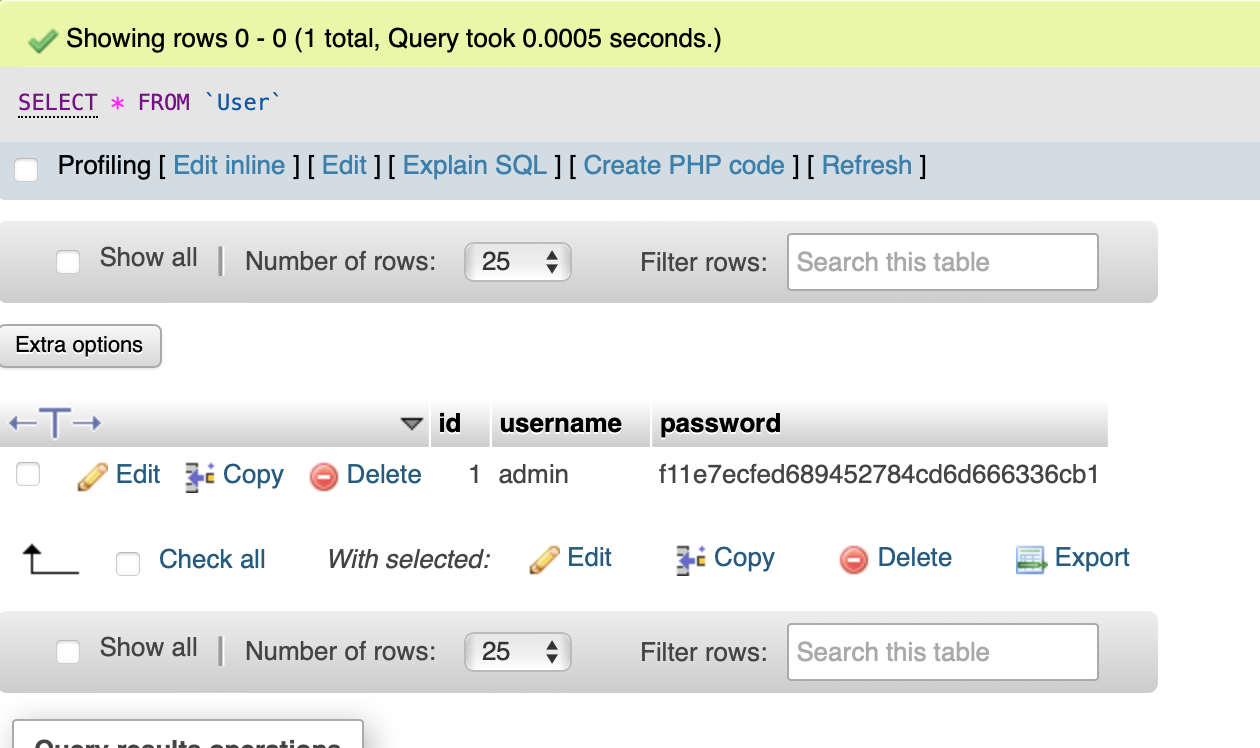 Showing rows 0 - 0 (1 total, Query took 0.0005 seconds.)
SELECT * FROM `User`
Profiling [ Edit inline ] [ Edit ] [ Explain SQL ] [ Create PHP code ] [ Refresh ]
Show all | Number of rows: 25 Filter rows: Search this table
Extra options
←T→ id username password
Edit Copy Delete 1 admin f11e7ecfed689452784cd6d666336cb1
Check all With selected: Edit Copy Delete Export
Show all | Number of rows: 25 Filter rows: Search this table
Query results operations